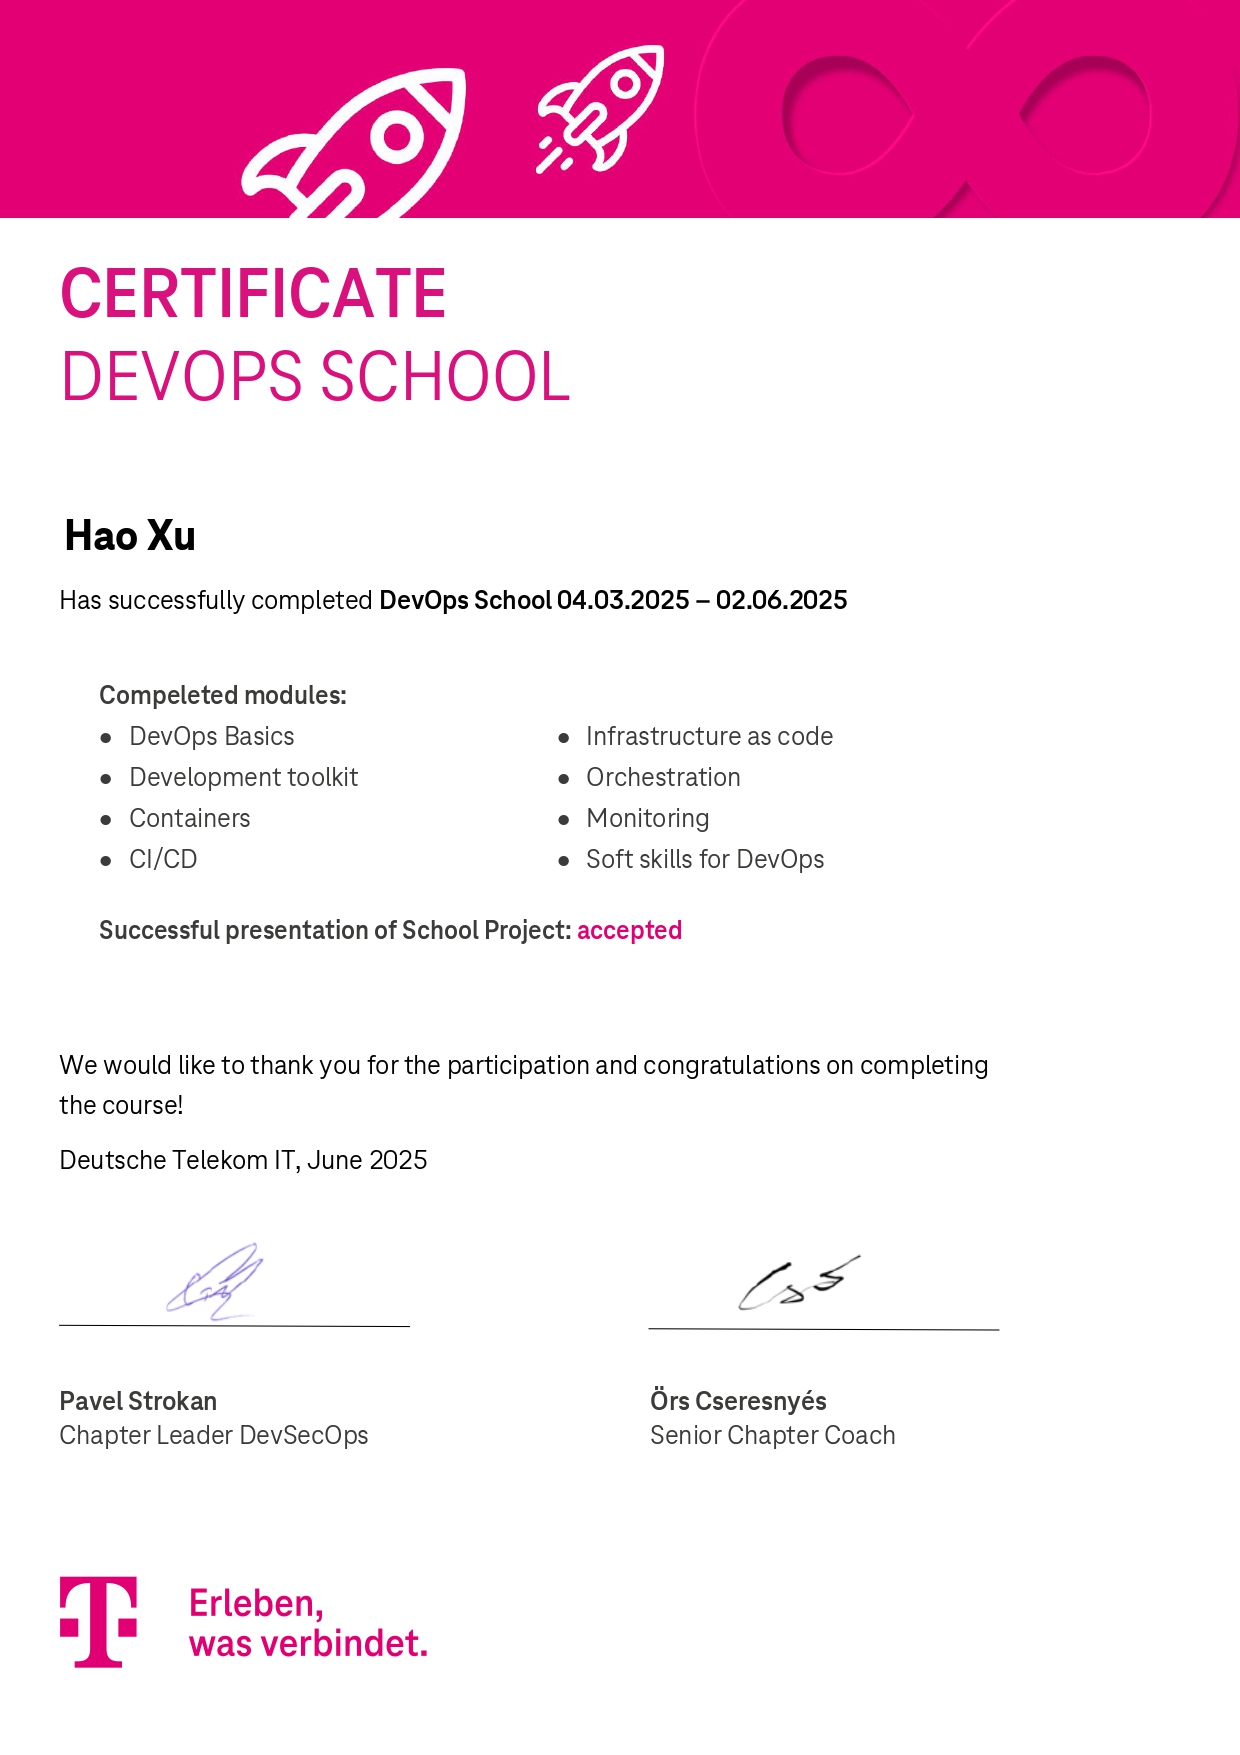 CERTIFICATE
DEVOPS SCHOOL
Hao Xu
Has successfully completed DevOps School 04.03.2025 – 02.06.2025
Compeleted modules:
● DevOps Basics
● Development toolkit
● Containers
● CI/CD
● Infrastructure as code
● Orchestration
● Monitoring
● Soft skills for DevOps
Successful presentation of School Project: accepted
We would like to thank you for the participation and congratulations on completing
the course!
Deutsche Telekom IT, June 2025
Pavel Strokan
Chapter Leader DevSecOps
Örs Cseresnyés
Senior Chapter Coach
T
Erleben,
was verbindet.